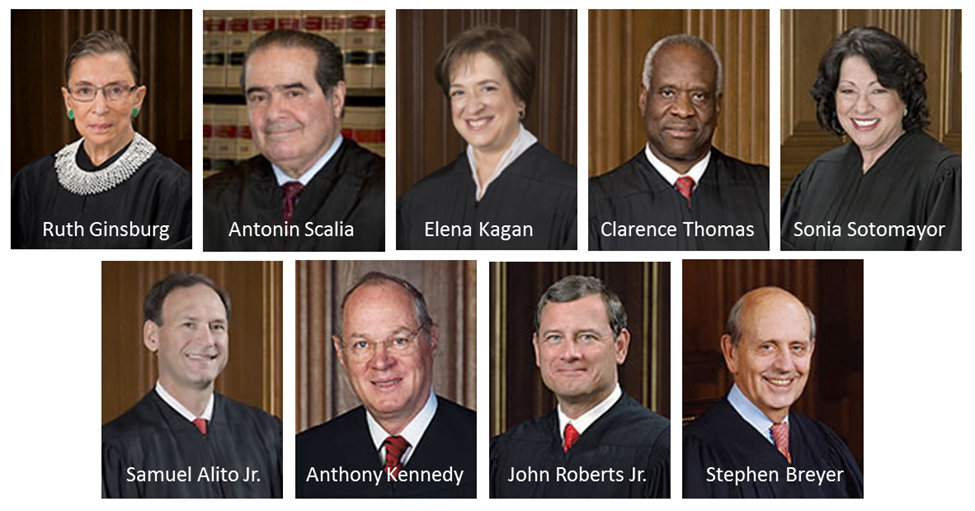 Ruth Ginsburg
Antonin Scalia
Elena Kagan
Clarence Thomas
Sonia Sotomayor
Samuel Alito Jr.
Anthony Kennedy
John Roberts Jr.
Stephen Breyer